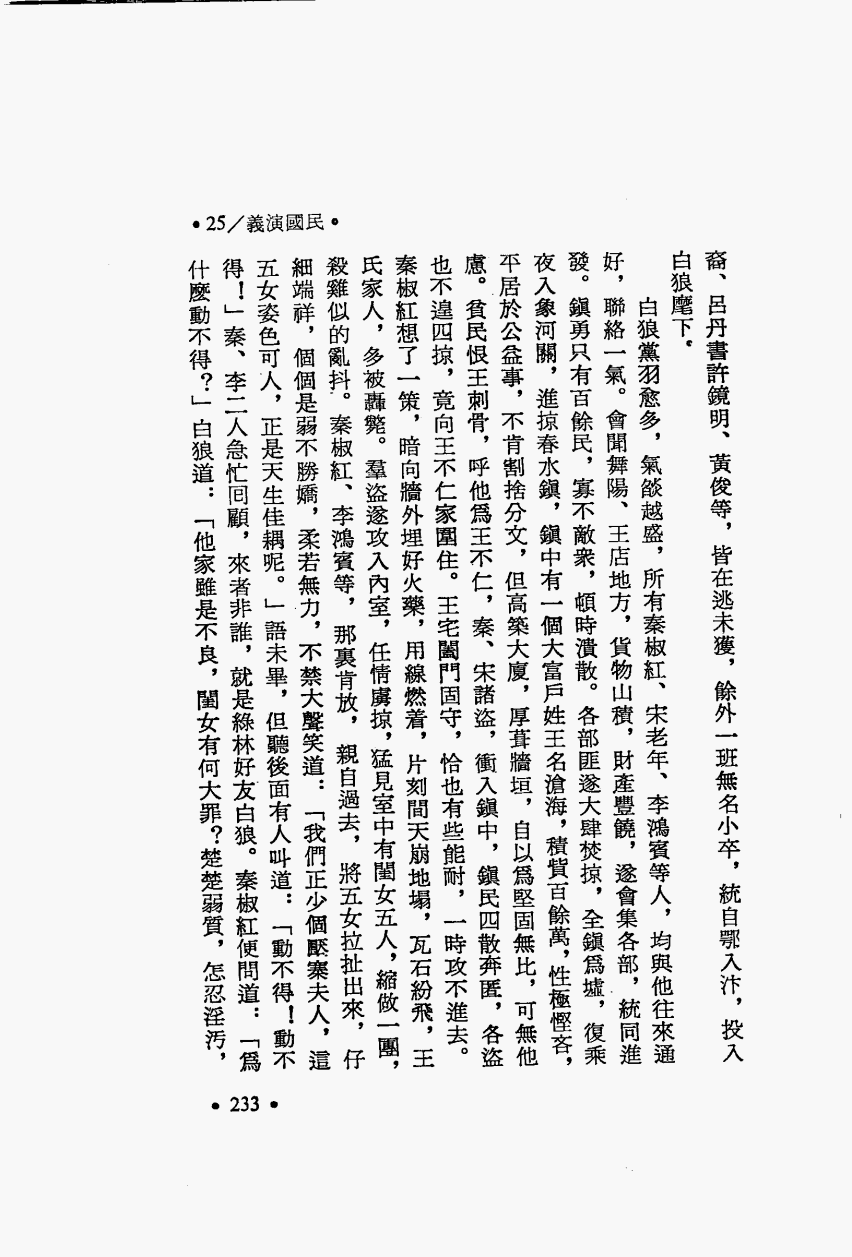 •25／義演國民•
裔、呂丹書許鏡明、黃俊等，皆在逃未獲，餘外一班無名小卒，統自鄂入汴，投入
白狼麾下。
白狼黨羽愈多，氣燄越盛，所有秦椒紅、宋老年、李鴻賓等人，均與他往來通
好，聯絡一氣。會聞舞陽、王店地方，貨物山積，財產豐饒，遂會集各部，統同進
發。鎭勇只有百餘民，寡不敵衆，頓時潰散。各部匪遂大肆焚掠，全鎭爲墟，復乘
夜入象河關，進掠春水鎭，鎭中有一個大富戶姓王名滄海，積貲百餘萬，性極慳吝，
平居於公益事，不肯割捨分文，但高築大廈，厚葺牆垣，自以爲堅固無比，可無他
慮。貧民恨王刺骨，呼他爲王不仁，秦、宋諸盜，衝入鎭中，鎭民四散奔匿，各盜
也不遑四掠，竟向王不仁家圍住。王宅闔門固守，恰也有些能耐，一時攻不進去。
秦椒紅想了一策，暗向牆外埋好火藥，用線燃着，片刻間天崩地塌，瓦石紛飛，王
氏家人，多被轟斃。羣盜遂攻入內室，任情虜掠，猛見室中有閨女五人，縮做一團，
殺雞似的亂抖。秦椒紅、李鴻賓等，那裏肯放，親自過去，將五女拉扯出來，仔
細端祥，個個是弱不勝嬌，柔若無力，不禁大聲笑道：「我們正少個壓寨夫人，這
五女姿色可人，正是天生佳耦呢。」語未畢，但聽後面有人叫道：「動不得！動不
得！」秦、李二人急忙回顧，來者非誰，就是綠林好友白狼。秦椒紅便問道：「爲
什麼動不得？」白狼道：「他家雖是不良，閨女有何大罪？楚楚弱質，怎忍淫汚，
•233•